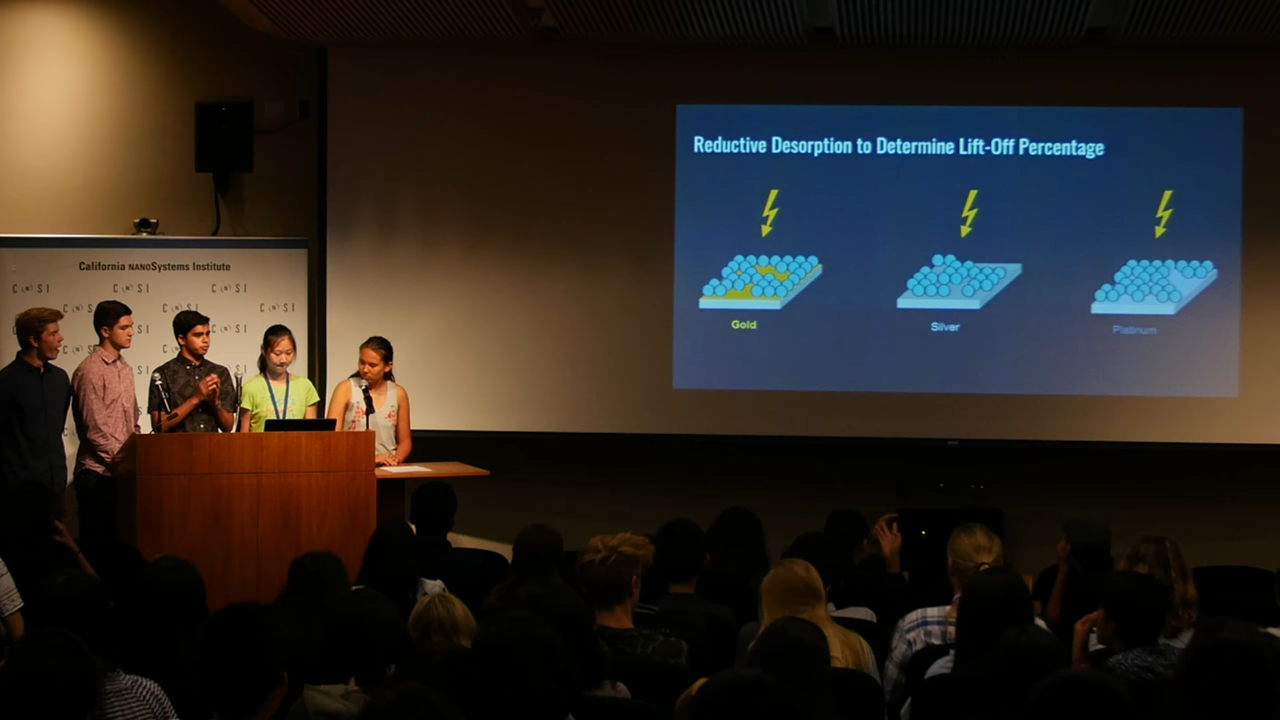 Reductive Desorption to Determine Lift-Off Percentage
Gold
Silver
Platinum
California NANOSystems Institute
C (N) S I
C (N) S I
C (N) S I
C (N) S I
C (N) S I
C (N) S I